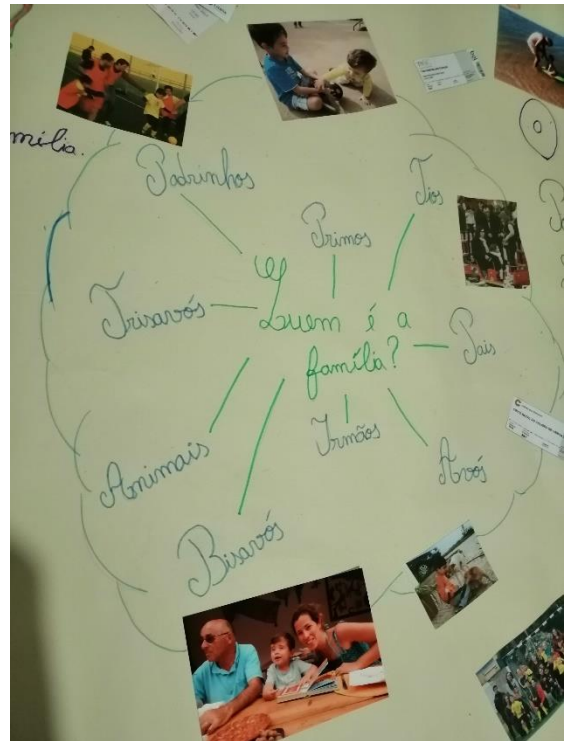 mília.
Padrinhos
Tios
Primos
Trisavós
Quem é a
família?
Pais
Irmãos
Animais
Avós
Bisavós